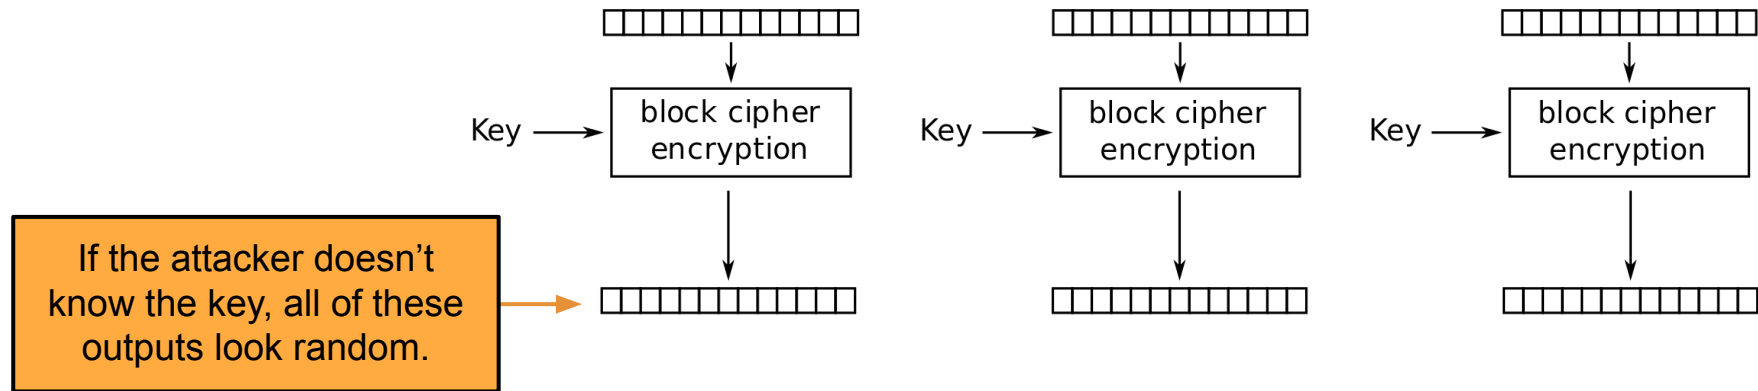 Key
block cipher
encryption
Key
block cipher
encryption
Key
block cipher
encryption
If the attacker doesn’t
know the key, all of these
outputs look random.